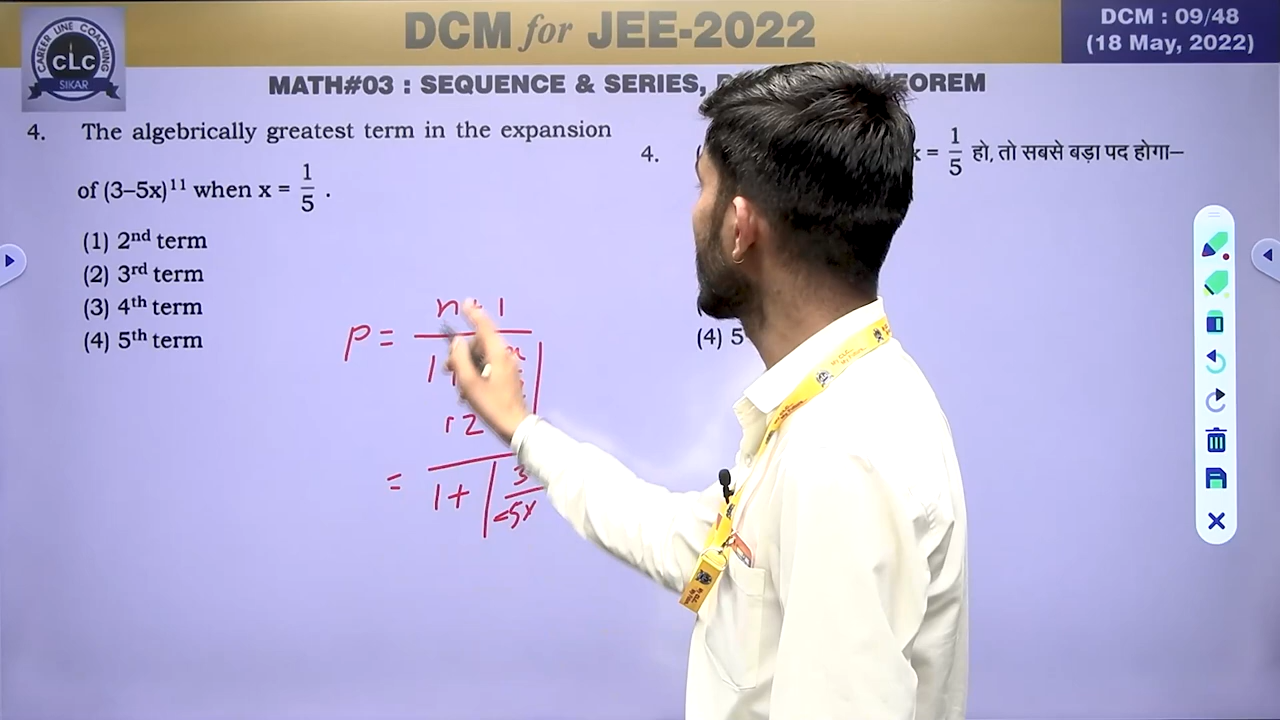 DCM for JEE-2022
DCM : 09/48
(18 May, 2022)
CAREER LINE COACHING
CLC
SIKAR
MATH#03 : SEQUENCE & SERIES,
4. The algebrically greatest term in the expansion
of (3–5x)¹¹ when x = 1/5 .
(1) 2nd term
(2) 3rd term
(3) 4th term
(4) 5th term
4.
x = 1/5 हो, तो सबसे बड़ा पद होगा–
(4) 5
P =
12
= 1+ | 3/-5x